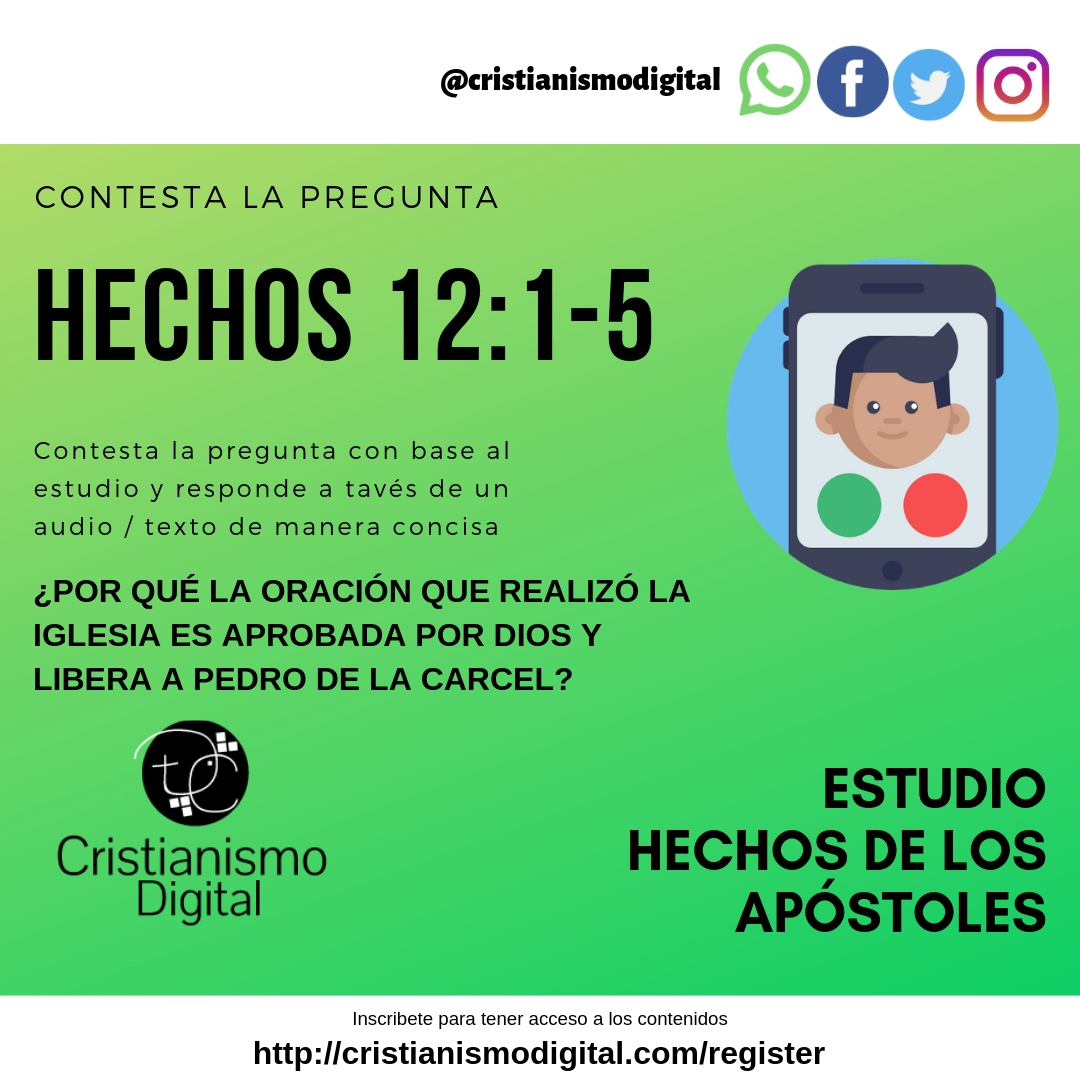 @cristianismodigital
CONTESTA LA PREGUNTA
HECHOS 12:1-5
Contesta la pregunta con base al
estudio y responde a tavés de un
audio / texto de manera concisa
¿POR QUÉ LA ORACIÓN QUE REALIZÓ LA
IGLESIA ES APROBADA POR DIOS Y
LIBERA A PEDRO DE LA CARCEL?
Cristianismo
Digital
ESTUDIO
HECHOS DE LOS
APÓSTOLES
Inscribete para tener acceso a los contenidos
http://cristianismodigital.com/register